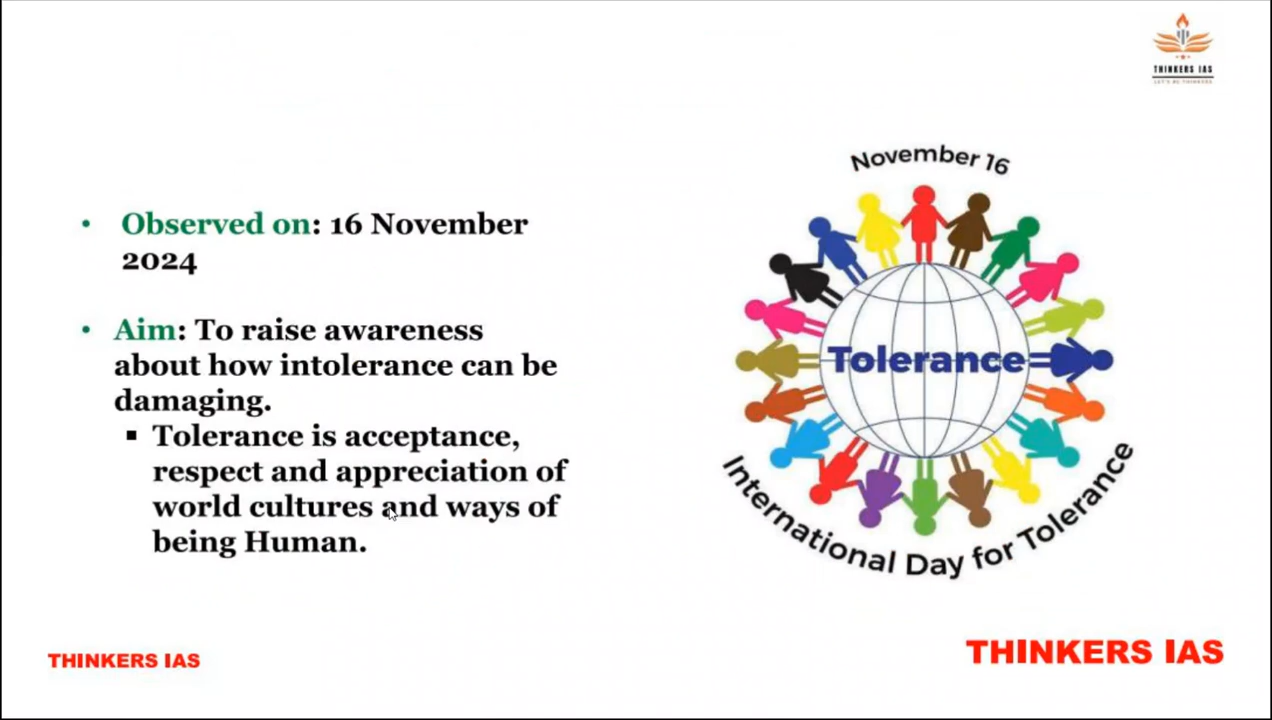 THINKERS IAS
LET'S BE THINKERS
November 16
• Observed on: 16 November
2024
• Aim: To raise awareness
about how intolerance can be
damaging.
▪ Tolerance is acceptance,
respect and appreciation of
world cultures and ways of
being Human.
Tolerance
International Day for Tolerance
THINKERS IAS
THINKERS IAS